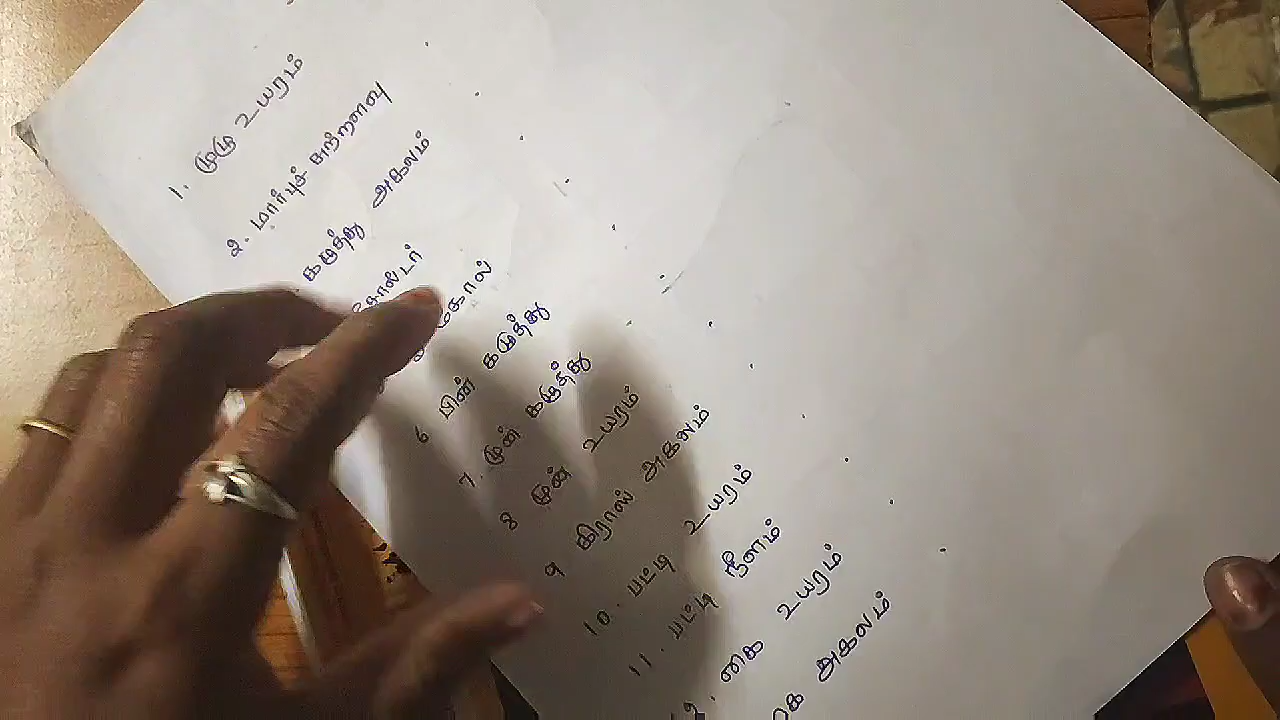 1. முழு உயரம்
2. மார்புச் சுற்றளவு
கழுத்து அகலம்
சோல்டர்
6 பின் கழுத்து
7. முன் கழுத்து
8 முன் உயரம்
9 கிராஸ் அகலம்
10. பட்டி உயரம்
11. பட்டி நீளம்
கை உயரம்
அகலம்